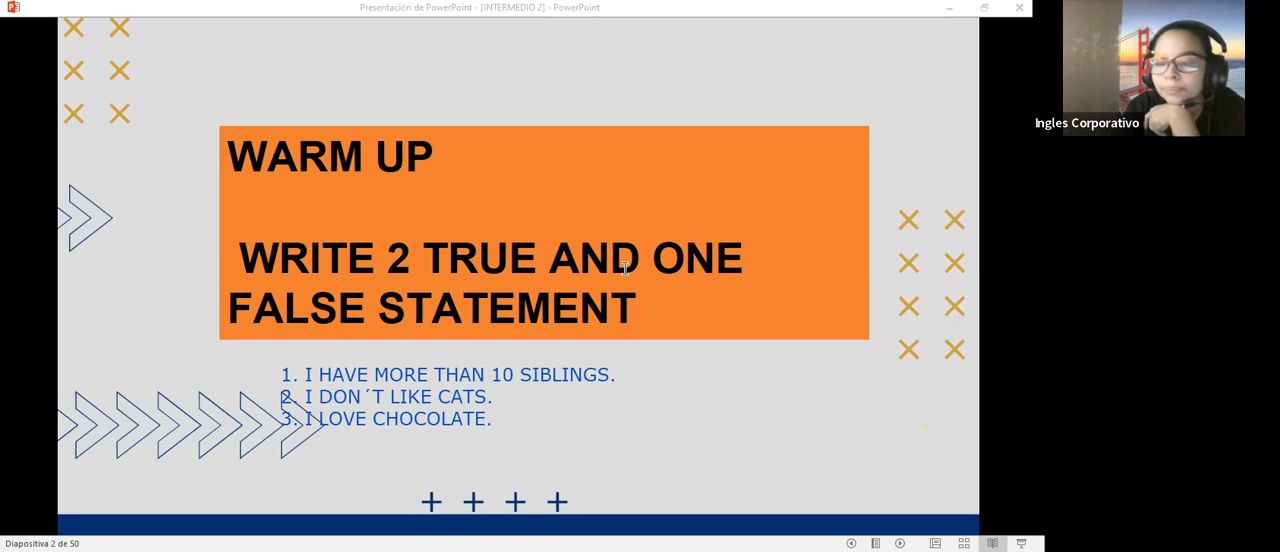 Presentación de PowerPoint - [INTERMEDIO 2] - PowerPoint
WARM UP
WRITE 2 TRUE AND ONE
FALSE STATEMENT
1. I HAVE MORE THAN 10 SIBLINGS.
2. I DON´T LIKE CATS.
3. I LOVE CHOCOLATE.
Ingles Corporativo
Diapositiva 2 de 50